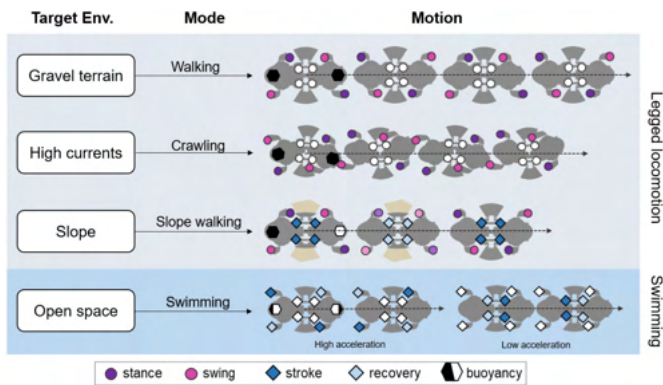 Target Env. Mode Motion
Gravel terrain Walking
High currents Crawling
Slope Slope walking
Legged locomotion
Open space Swimming
Swimming
High acceleration Low acceleration
stance swing stroke recovery buoyancy